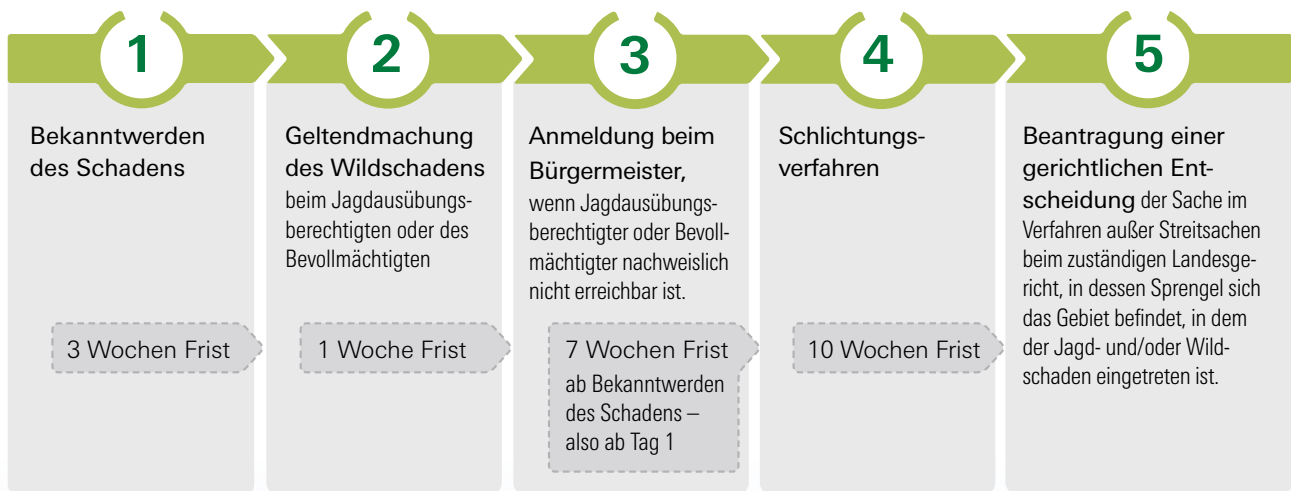 1
Bekanntwerden
des Schadens
3 Wochen Frist
2
Geltendmachung
des Wildschadens
beim Jagdausübungs-
berechtigten oder des
Bevollmächtigten
1 Woche Frist
3
Anmeldung beim
Bürgermeister,
wenn Jagdausübungs-
berechtigter oder Bevoll-
mächtigter nachweislich
nicht erreichbar ist.
7 Wochen Frist
ab Bekanntwerden
des Schadens –
also ab Tag 1
4
Schlichtungs-
verfahren
10 Wochen Frist
5
Beantragung einer
gerichtlichen Ent-
scheidung der Sache im
Verfahren außer Streitsachen
beim zuständigen Landesge-
richt, in dessen Sprengel sich
das Gebiet befindet, in dem
der Jagd- und/oder Wild-
schaden eingetreten ist.